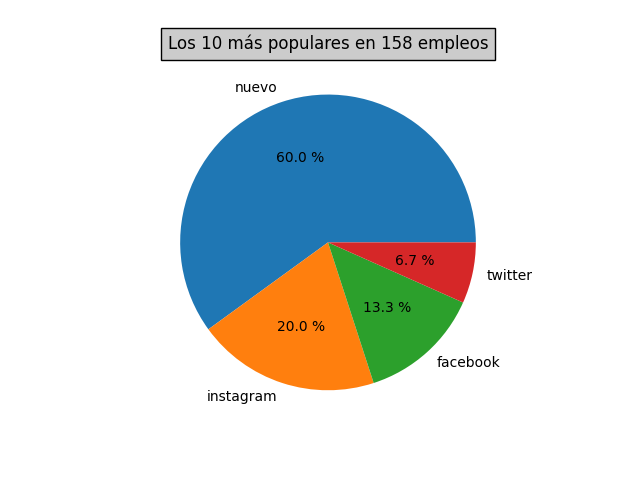 Los 10 más populares en 158 empleos
nuevo
60.0 %
6.7 %
twitter
13.3 %
20.0 %
facebook
instagram